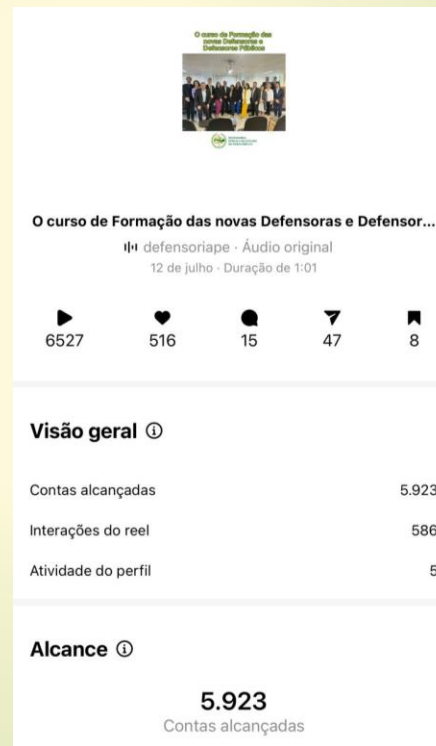 O curso de Formação das
novas Defensoras e
Defensores Públicos
O curso de Formação das novas Defensoras e Defensor...
defensoriape · Áudio original
12 de julho · Duração de 1:01
6527 516 15 47 8
Visão geral
Contas alcançadas 5.923
Interações do reel 586
Atividade do perfil 5
Alcance
5.923
Contas alcançadas